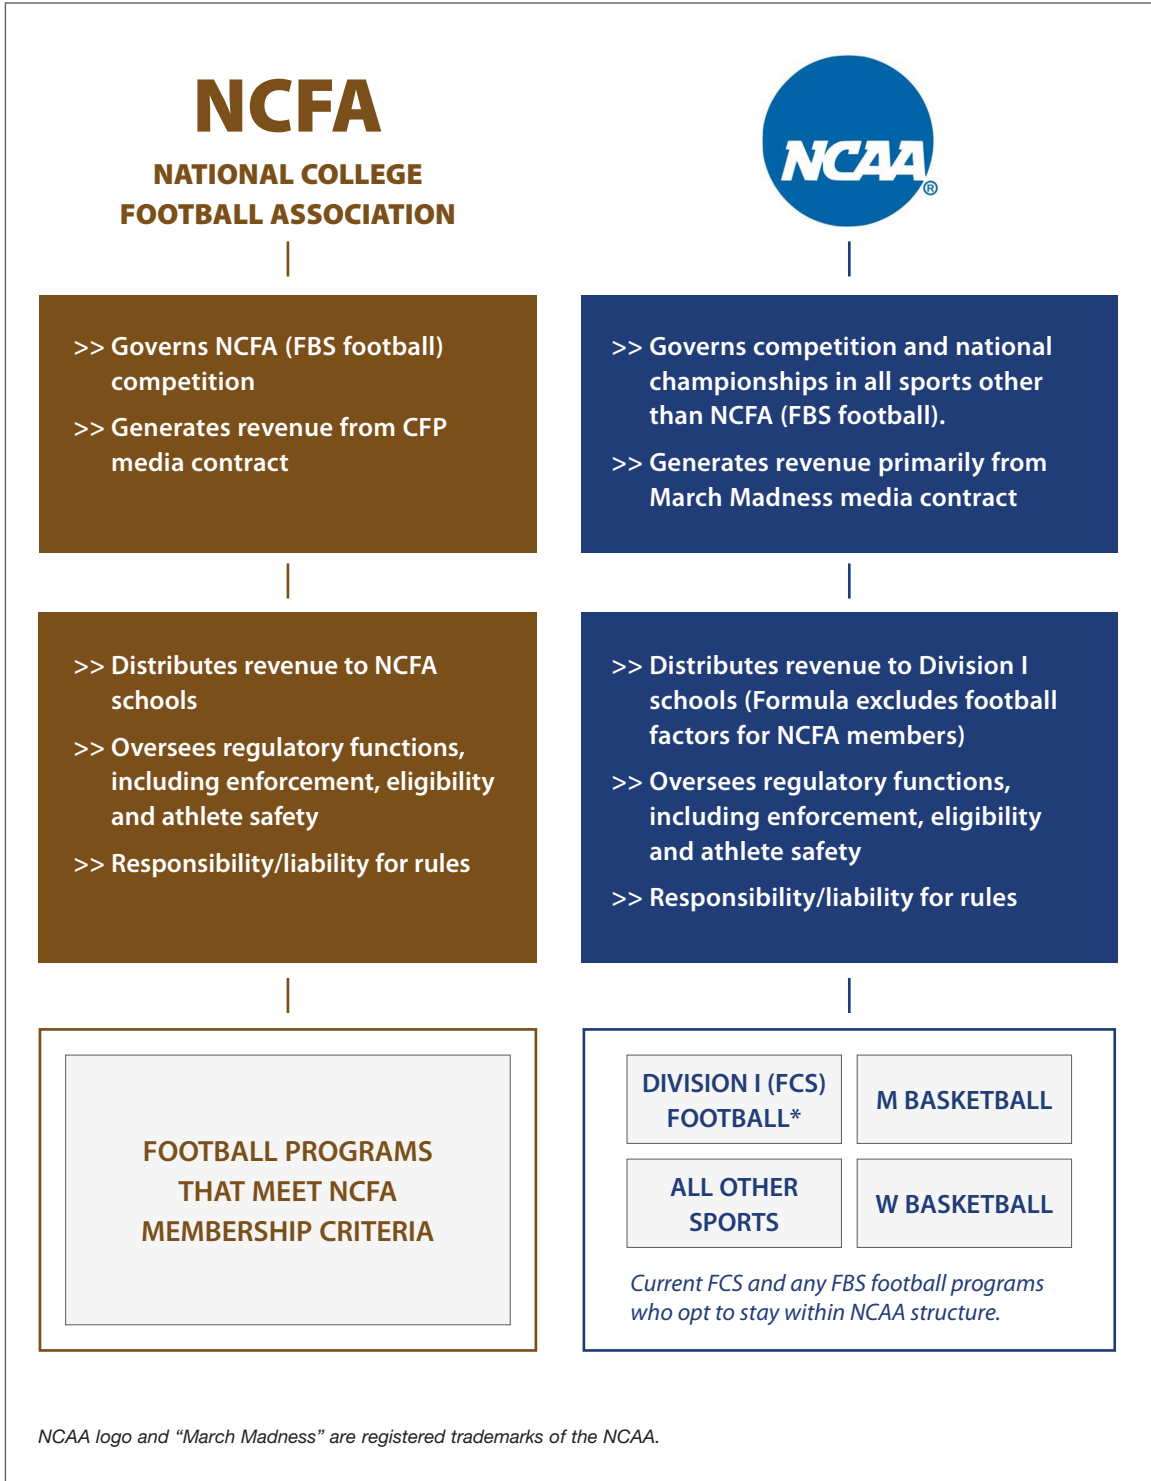 NCFA
NATIONAL COLLEGE
FOOTBALL ASSOCIATION
>> Governs NCFA (FBS football)
competition
>> Generates revenue from CFP
media contract
>> Distributes revenue to NCFA
schools
>> Oversees regulatory functions,
including enforcement, eligibility
and athlete safety
>> Responsibility/liability for rules
FOOTBALL PROGRAMS
THAT MEET NCFA
MEMBERSHIP CRITERIA
NCAA®
>> Governs competition and national
championships in all sports other
than NCFA (FBS football).
>> Generates revenue primarily from
March Madness media contract
>> Distributes revenue to Division I
schools (Formula excludes football
factors for NCFA members)
>> Oversees regulatory functions,
including enforcement, eligibility
and athlete safety
>> Responsibility/liability for rules
DIVISION I (FCS)
FOOTBALL*
M BASKETBALL
ALL OTHER
SPORTS
W BASKETBALL
Current FCS and any FBS football programs
who opt to stay within NCAA structure.
NCAA logo and “March Madness” are registered trademarks of the NCAA.